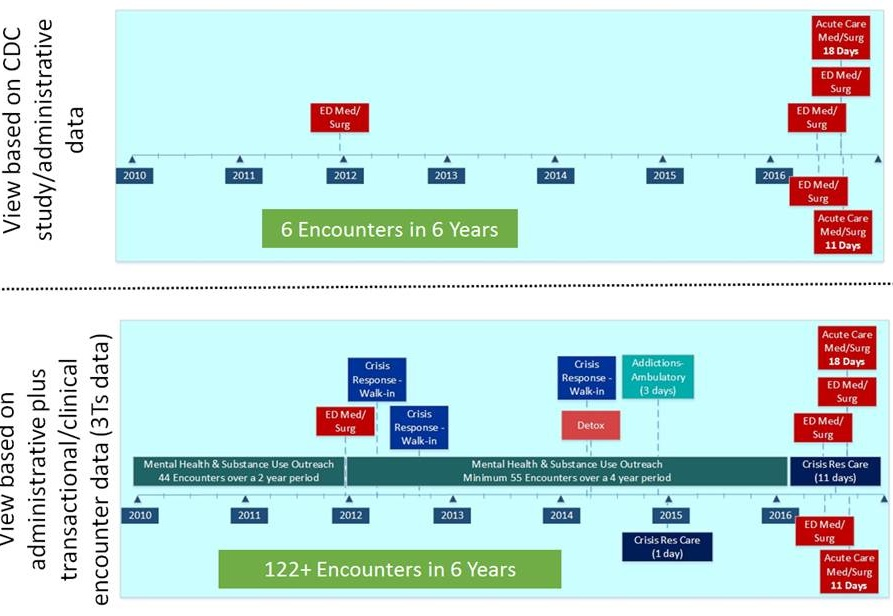 View based on CDC
study/administrative
data
Acute Care
Med/Surg
18 Days
ED Med/
Surg
ED Med/
Surg
ED Med/
Surg
2010
2011
2012
2013
2014
2015
2016
ED Med/
Surg
Acute Care
Med/Surg
11 Days
6 Encounters in 6 Years
View based on
administrative plus
transactional/clinical
encounter data (3Ts data)
Acute Care
Med/Surg
18 Days
Crisis
Response -
Walk-in
Crisis
Response -
Walk-in
Addictions-
Ambulatory
(3 days)
ED Med/
Surg
ED Med/
Surg
Crisis
Response -
Walk-in
Detox
ED Med/
Surg
Mental Health & Substance Use Outreach
44 Encounters over a 2 year period
Mental Health & Substance Use Outreach
Minimum 55 Encounters over a 4 year period
Crisis Res Care
(11 days)
2010
2011
2012
2013
2014
2015
2016
ED Med/
Surg
Crisis Res Care
(1 day)
Acute Care
Med/Surg
11 Days
122+ Encounters in 6 Years